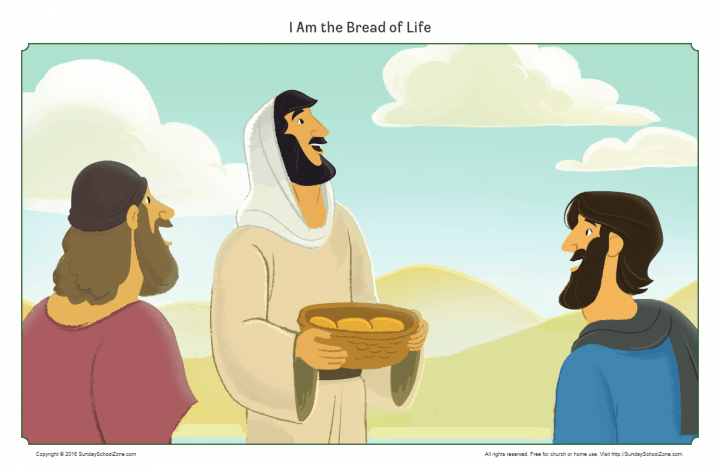 I Am the Bread of Life
Copyright © 2016 SundaySchoolZone.com
All rights reserved. Free for church or home use. Visit http://SundaySchoolZone.com.